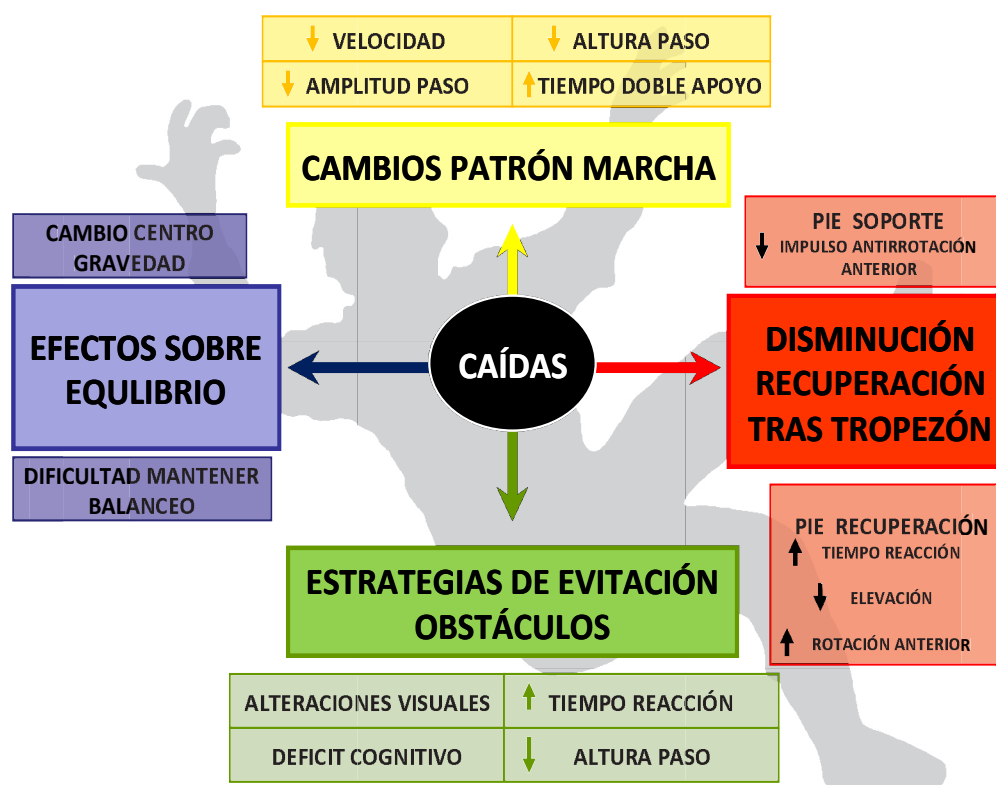 ↓ VELOCIDAD
↓ ALTURA PASO
↓ AMPLITUD PASO
↑ TIEMPO DOBLE APOYO
CAMBIOS PATRÓN MARCHA
CAMBIO CENTRO
GRAVEDAD
EFECTOS SOBRE
EQULIBRIO
DIFICULTAD MANTENER
BALANCEO
CAÍDAS
PIE SOPORTE
↓ IMPULSO ANTIRROTACIÓN
ANTERIOR
DISMINUCIÓN
RECUPERACIÓN
TRAS TROPEZÓN
PIE RECUPERACIÓN
↑ TIEMPO REACCIÓN
↓ ELEVACIÓN
↑ ROTACIÓN ANTERIOR
ESTRATEGIAS DE EVITACIÓN
OBSTÁCULOS
ALTERACIONES VISUALES
↑ TIEMPO REACCIÓN
DEFICIT COGNITIVO
↓ ALTURA PASO